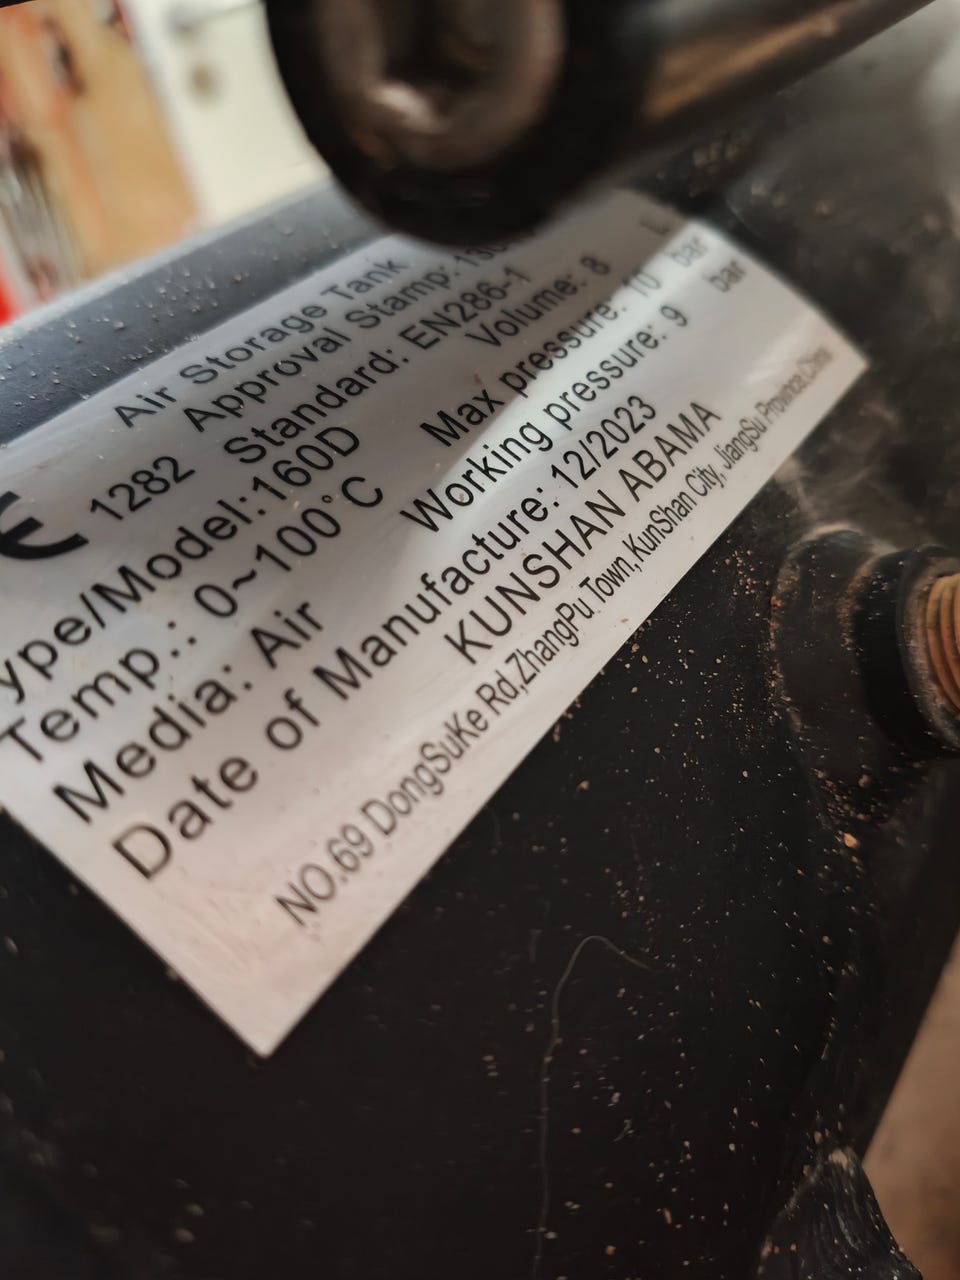 Air Storage Tank
Approval Stamp:
1282 Standard: EN286-1
ype/Model:160D Volume: 8 L
Temp.: 0~100°C Max pressure: 10 bar
Media: Air Working pressure: 9 bar
Date of Manufacture: 12/2023
KUNSHAN ABAMA
NO.69 DongSuKe Rd,ZhangPu Town, KunShan City, JiangSu Province,China